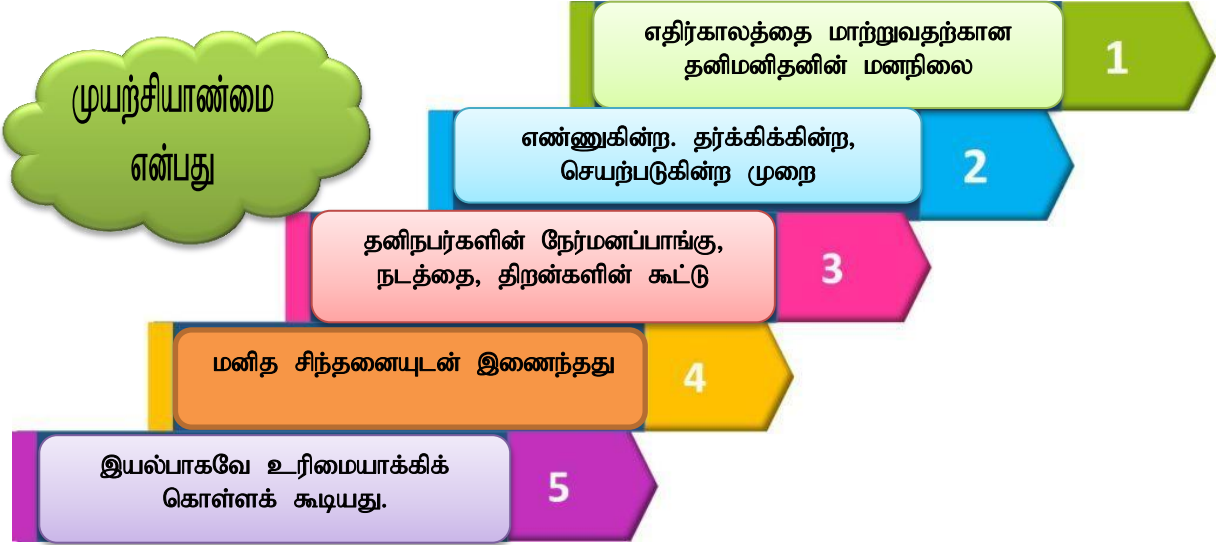 முயற்சியாண்மை
என்பது
எதிர்காலத்தை மாற்றுவதற்கான
தனிமனிதனின் மனநிலை
1
எண்ணுகின்ற. தர்க்கிக்கின்ற,
செயற்படுகின்ற முறை
2
தனிநபர்களின் நேர்மனப்பாங்கு,
நடத்தை, திறன்களின் கூட்டு
3
மனித சிந்தனையுடன் இணைந்தது
4
இயல்பாகவே உரிமையாக்கிக்
கொள்ளக் கூடியது.
5